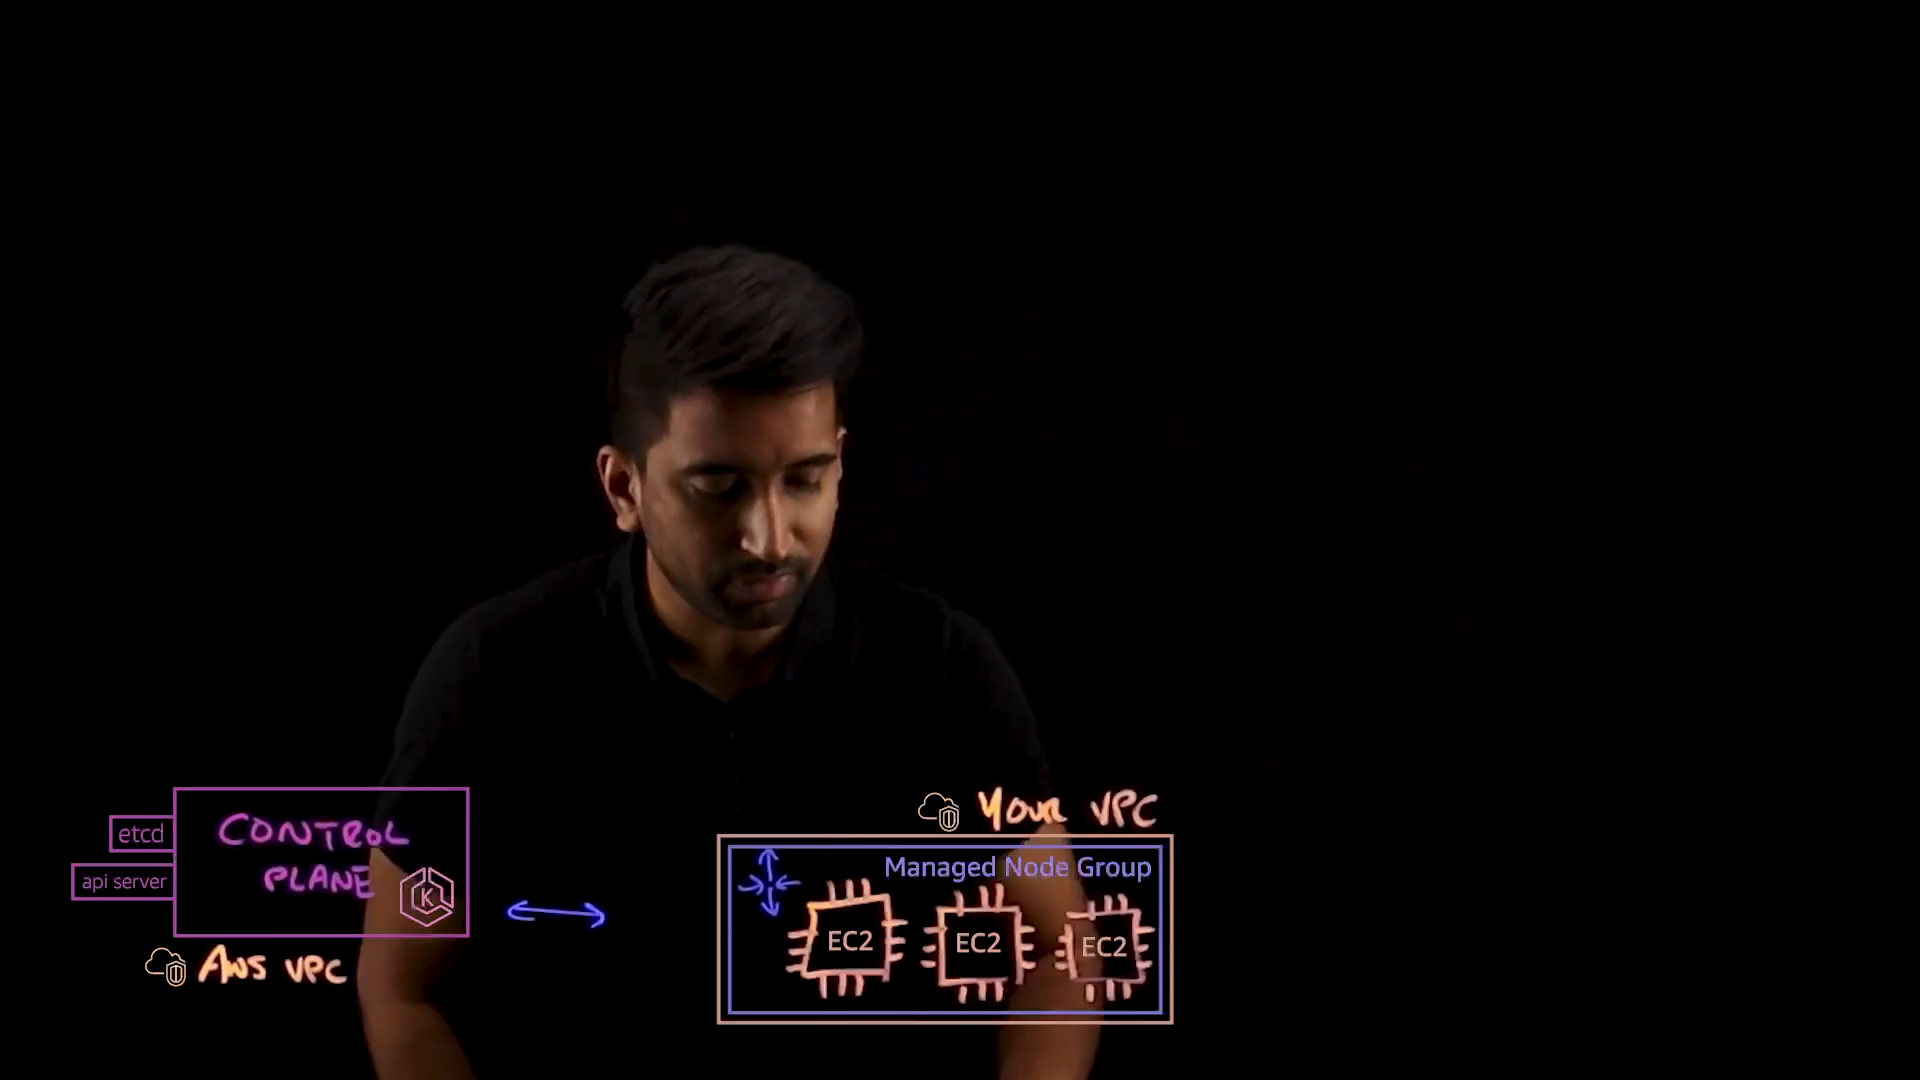 etcd
api server
CONTROL
PLANE
K
AWS VPC
Your VPC
Managed Node Group
EC2
EC2
EC2